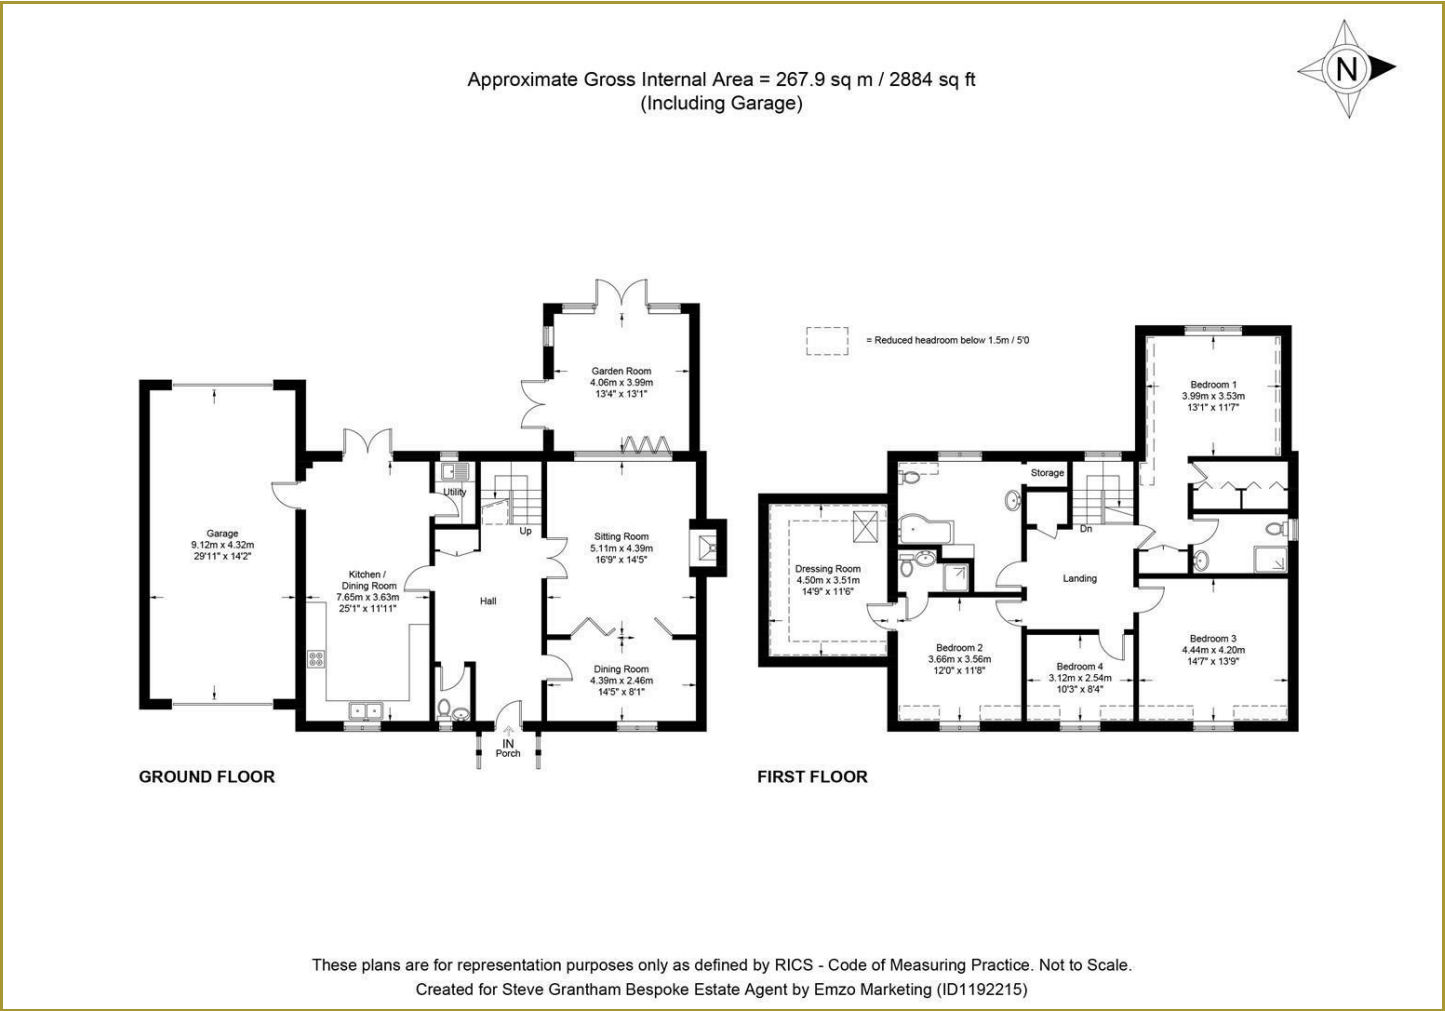 Approximate Gross Internal Area = 267.9 sq m / 2884 sq ft
(Including Garage)
N
= Reduced headroom below 1.5m / 5'0
Garden Room
4.06m x 3.99m
13'4" x 13'1"
Utility
Up
Garage
9.12m x 4.32m
29'11" x 14'2"
Kitchen /
Dining Room
7.65m x 3.63m
25'1" x 11'11"
Hall
Sitting Room
5.11m x 4.39m
16'9" x 14'5"
Dining Room
4.39m x 2.46m
14'5" x 8'1"
IN
Porch
GROUND FLOOR
Bedroom 1
3.99m x 3.53m
13'1" x 11'7"
Storage
Dn
Dressing Room
4.50m x 3.51m
14'9" x 11'6"
Landing
Bedroom 2
3.66m x 3.56m
12'0" x 11'8"
Bedroom 4
3.12m x 2.54m
10'3" x 8'4"
Bedroom 3
4.44m x 4.20m
14'7" x 13'9"
FIRST FLOOR
These plans are for representation purposes only as defined by RICS - Code of Measuring Practice. Not to Scale.
Created for Steve Grantham Bespoke Estate Agent by Emzo Marketing (ID1192215)